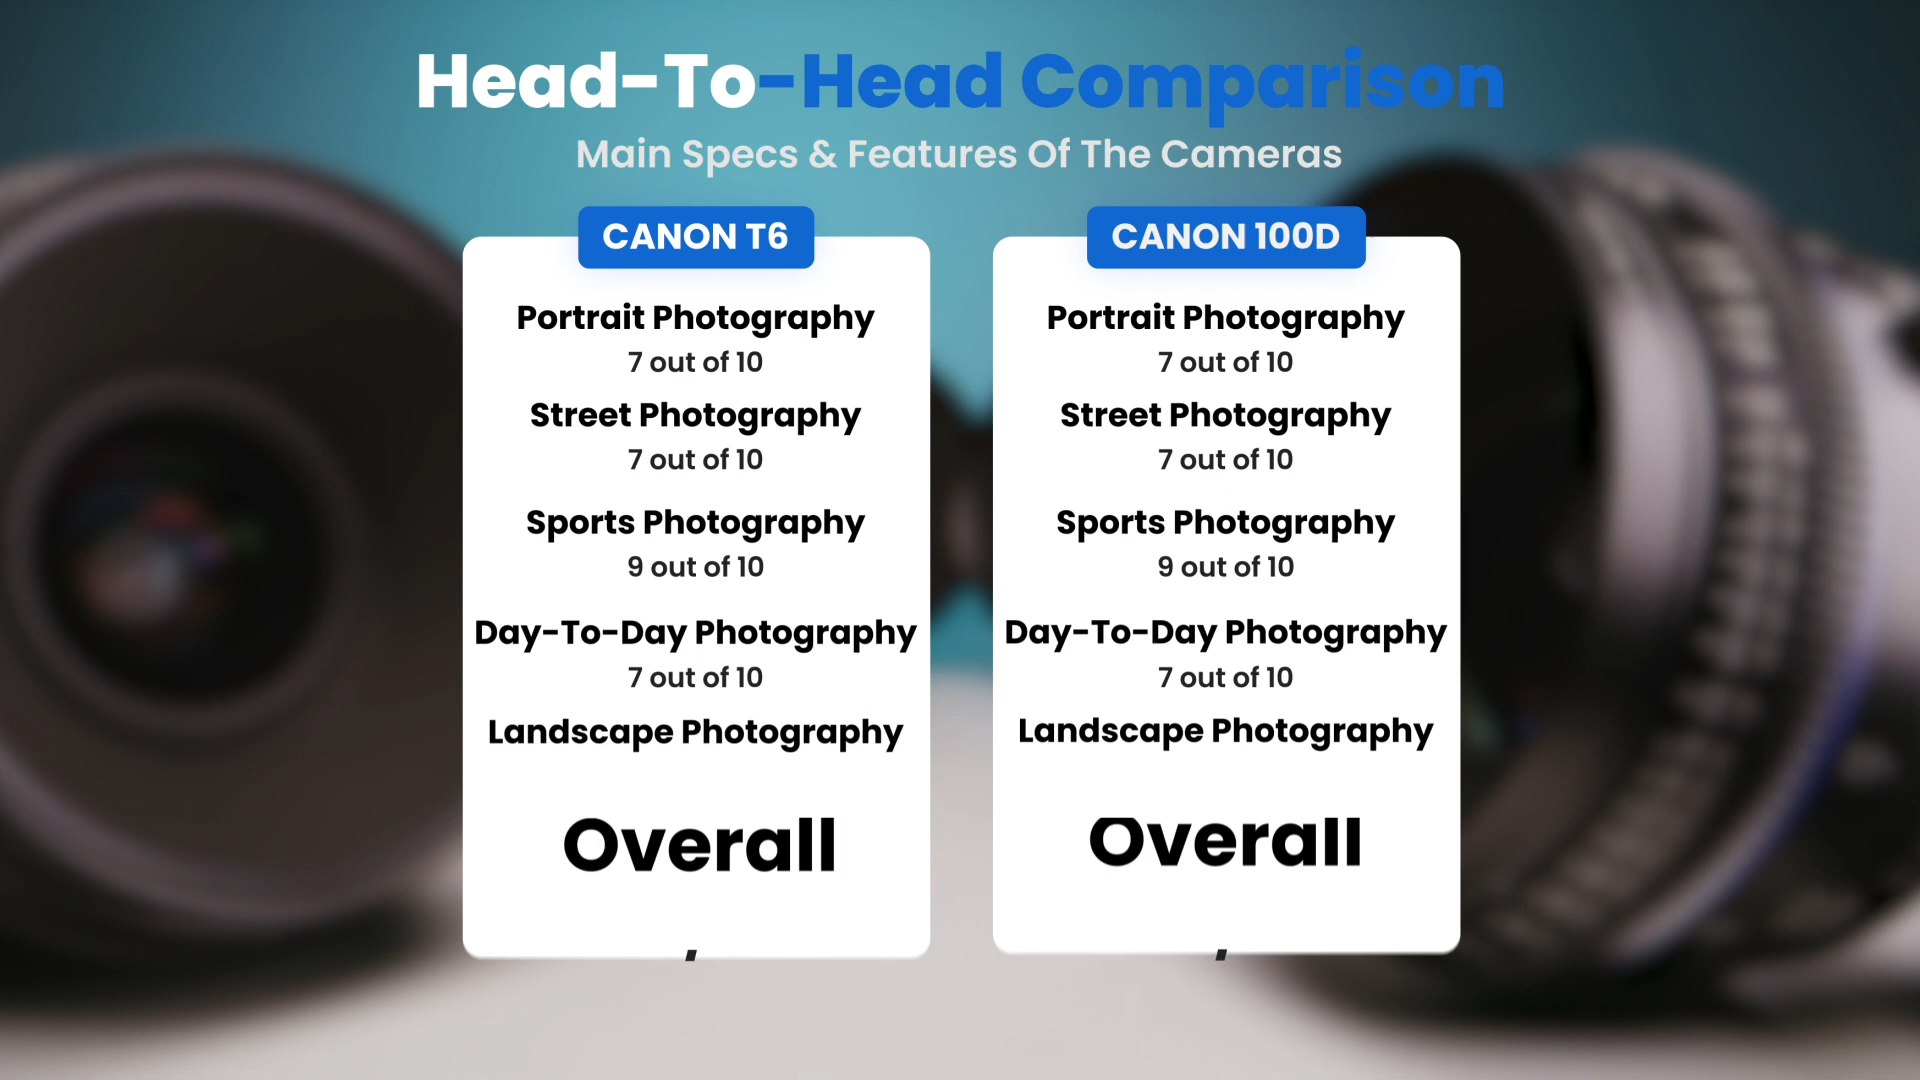 Head-To-Head Comparison
Main Specs & Features Of The Cameras
CANON T6
Portrait Photography
7 out of 10
Street Photography
7 out of 10
Sports Photography
9 out of 10
Day-To-Day Photography
7 out of 10
Landscape Photography
Overall
CANON 100D
Portrait Photography
7 out of 10
Street Photography
7 out of 10
Sports Photography
9 out of 10
Day-To-Day Photography
7 out of 10
Landscape Photography
Overall